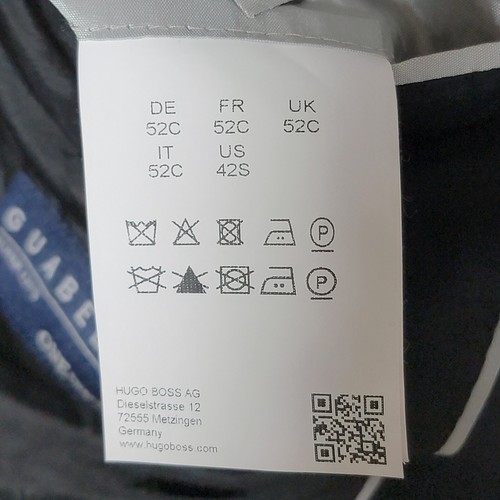 DE FR UK
52C 52C 52C
IT US
52C 42S
P
P
HUGO BOSS AG
Dieselstrasse 12
72555 Metzingen
Germany
www.hugoboss.com
GUABE